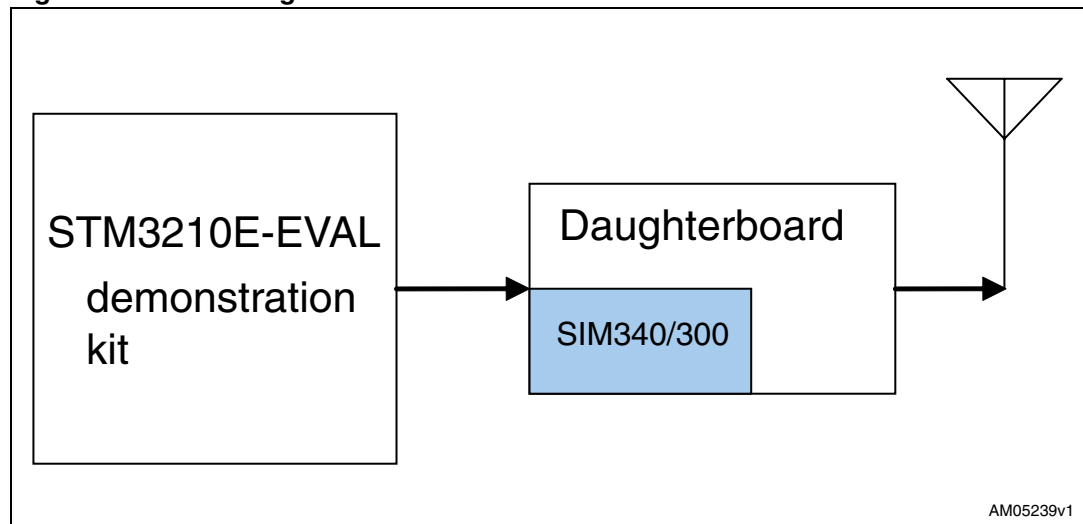 STM3210E-EVAL
demonstration
kit
Daughterboard
SIM340/300
AM05239v1